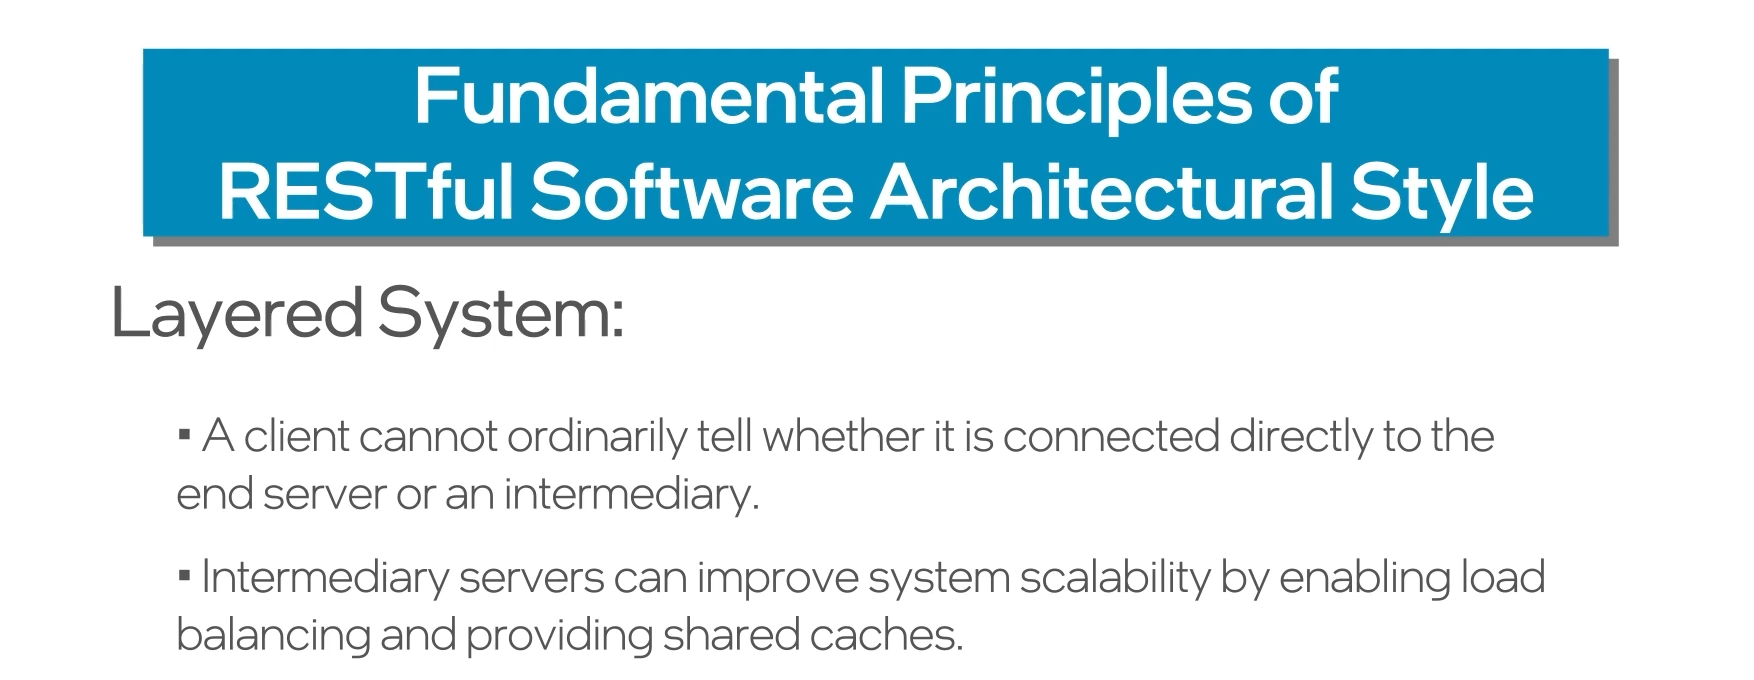 Fundamental Principles of
RESTful Software Architectural Style
Layered System:
▪ A client cannot ordinarily tell whether it is connected directly to the
end server or an intermediary.
▪ Intermediary servers can improve system scalability by enabling load
balancing and providing shared caches.